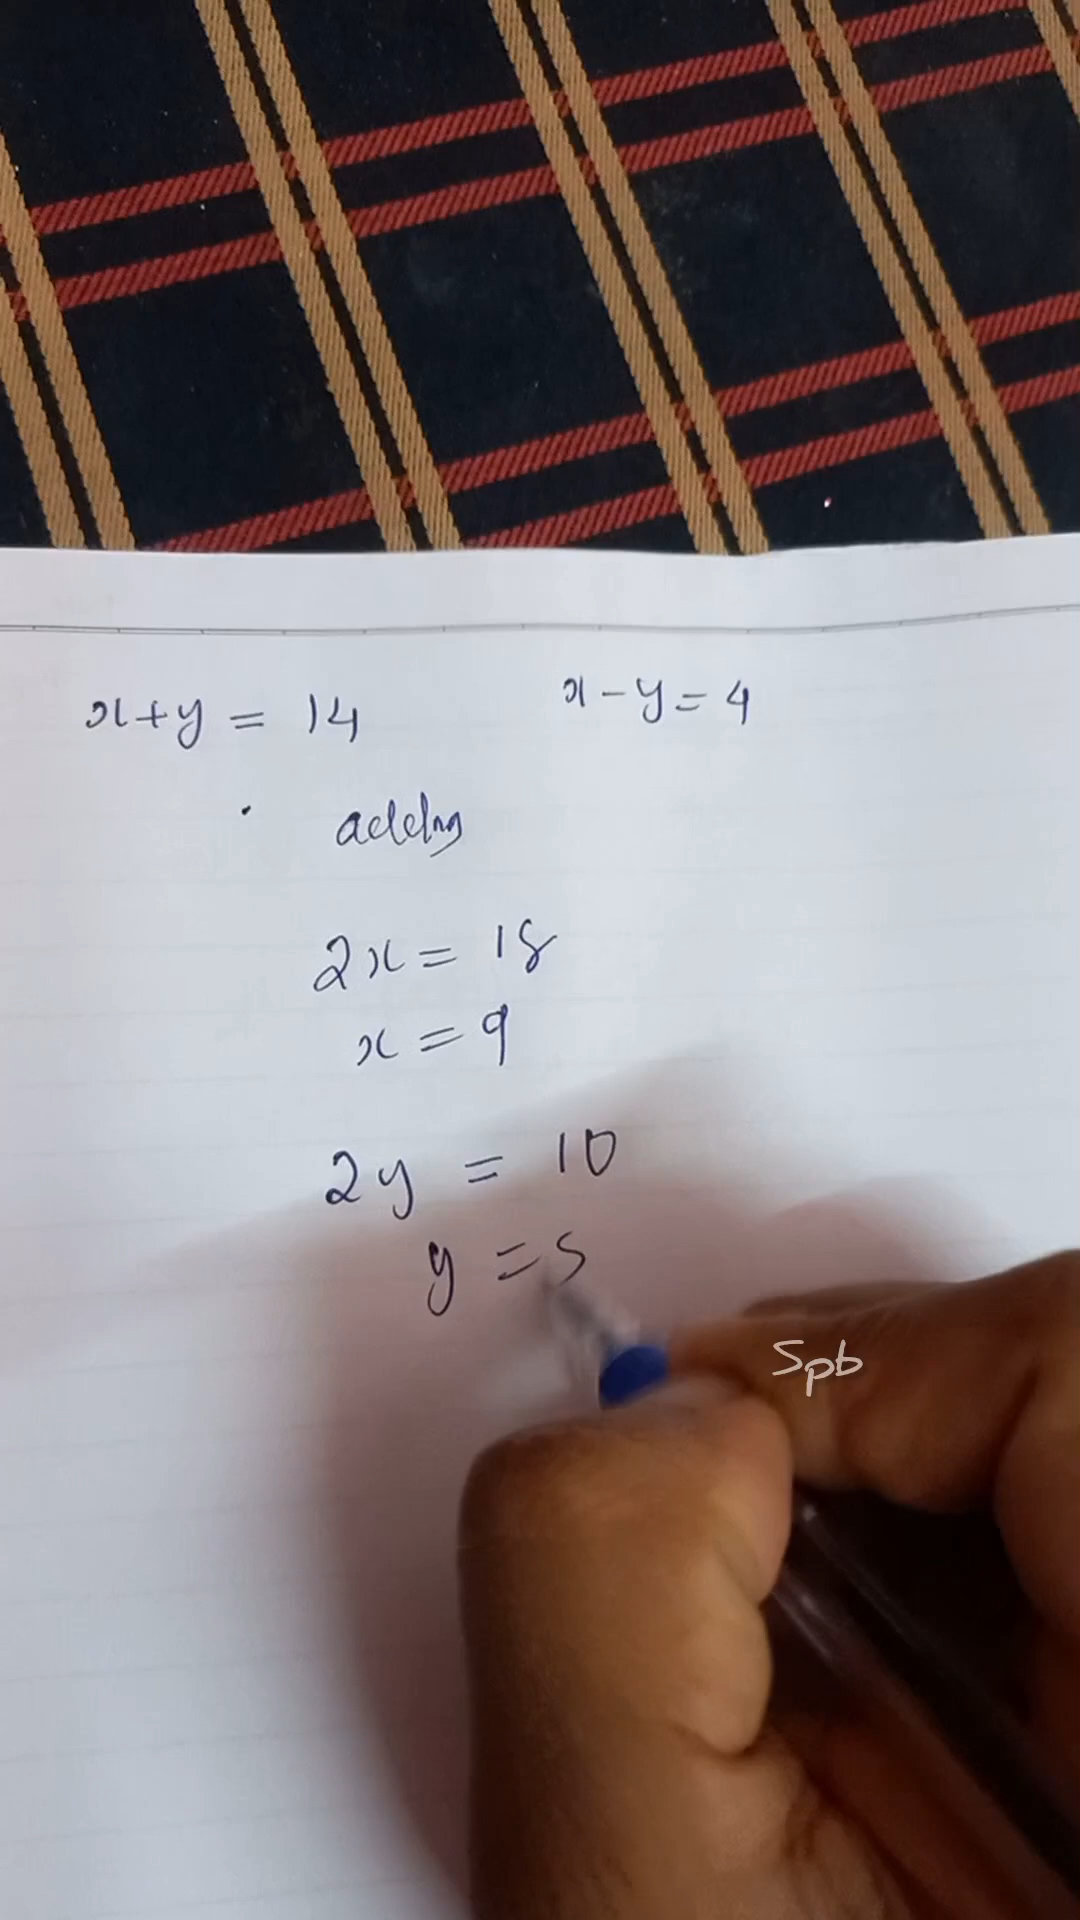 x+y = 14 x-y=4
adding
2x = 18
x = 9
2y = 10
y = 5
Spb